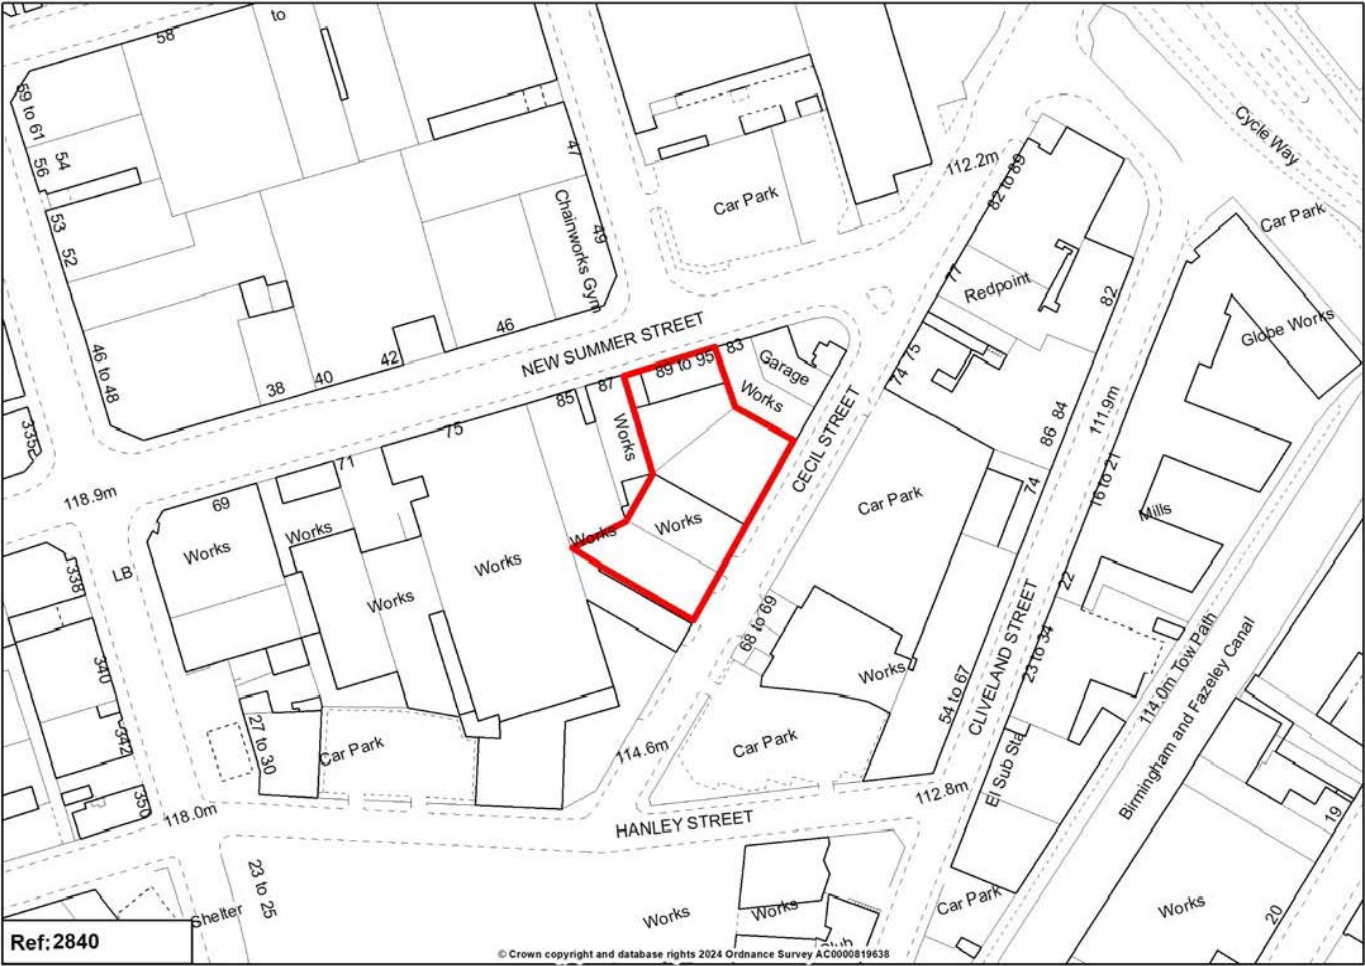 to
58
59 to 61
54
56
53
52
46 to 48
47
49
Chainworks Gym
46
42
40
38
NEW SUMMER STREET
Car Park
112.2m
Cycle Way
Car Park
82 to 89
77
Redpoint
82
Globe Works
75
74
83
89 to 95
87
85
Garage
Works
Works
CECIL STREET
84
86
111.9m
74
16 to 21
Mills
22
Car Park
75
71
69
118.9m
335
LB
338
340
342
350
Works
Works
Works
Works
Works
Works
68 to 69
Works
54 to 67
CLIVELAND STREET
23 to 34
114.0m Tow Path
Birmingham and Fazeley Canal
El Sub Sta
27 to 30
Car Park
114.6m
Car Park
118.0m
HANLEY STREET
112.8m
19
23 to 25
Shelter
Works
Works
Club
Car Park
Works
20
Ref:2840
© Crown copyright and database rights 2024 Ordnance Survey AC0000819638